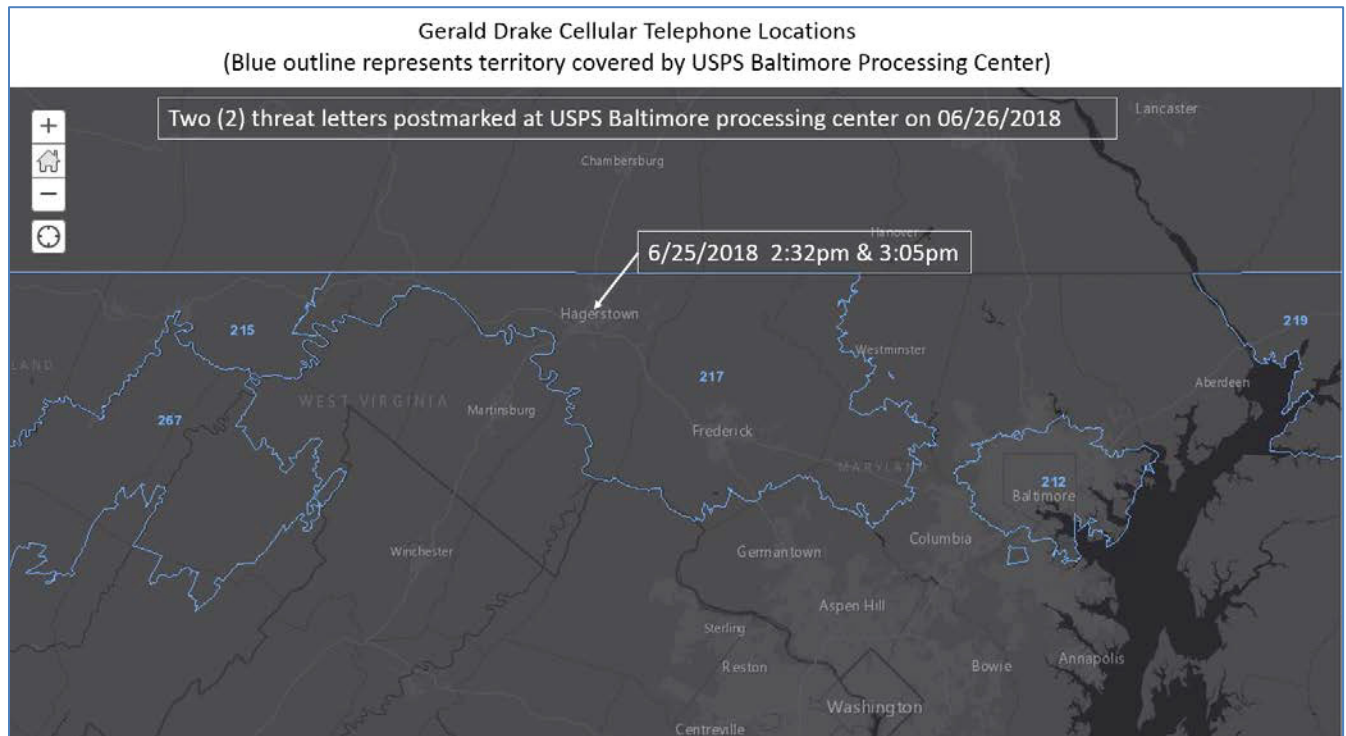 Gerald Drake Cellular Telephone Locations
(Blue outline represents territory covered by USPS Baltimore Processing Center)
Two (2) threat letters postmarked at USPS Baltimore processing center on 06/26/2018
Lancaster
+
−
Chambersburg
Hanover
6/25/2018 2:32pm & 3:05pm
Hagerstown
215
219
Westminster
LAND
217
Aberdeen
WEST VIRGINIA
Martinsburg
267
Frederick
MARYLAND
212
Baltimore
Winchester
Germantown
Columbia
Aspen Hill
Sterling
Reston
Bowie
Annapolis
Washington
Centreville